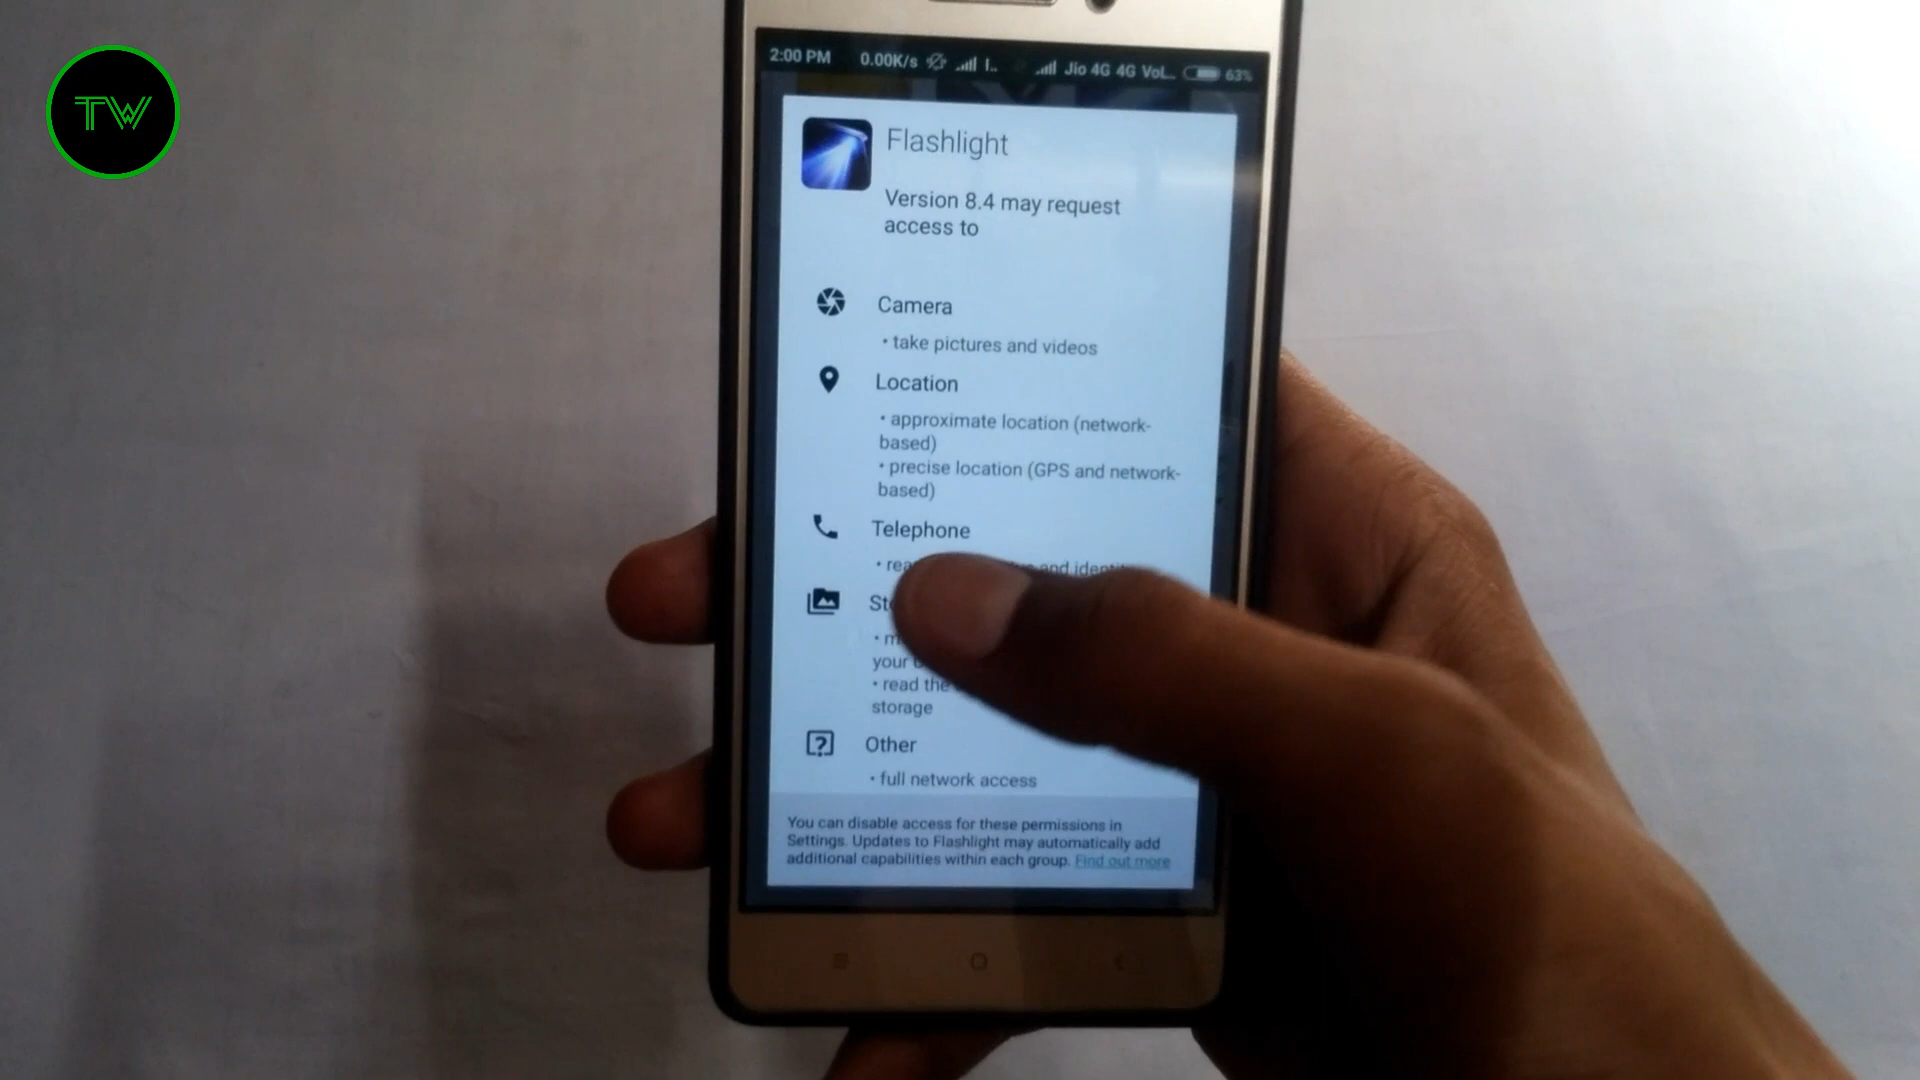 TW
2:00 PM 0.00K/s Jio 4G 4G VoL... 63%
Flashlight
Version 8.4 may request
access to
Camera
• take pictures and videos
Location
• approximate location (network-
based)
• precise location (GPS and network-
based)
Telephone
and
• read the
your
storage
Other
• full network access
You can disable access for these permissions in
Settings. Updates to Flashlight may automatically add
additional capabilities within each group. Find out more